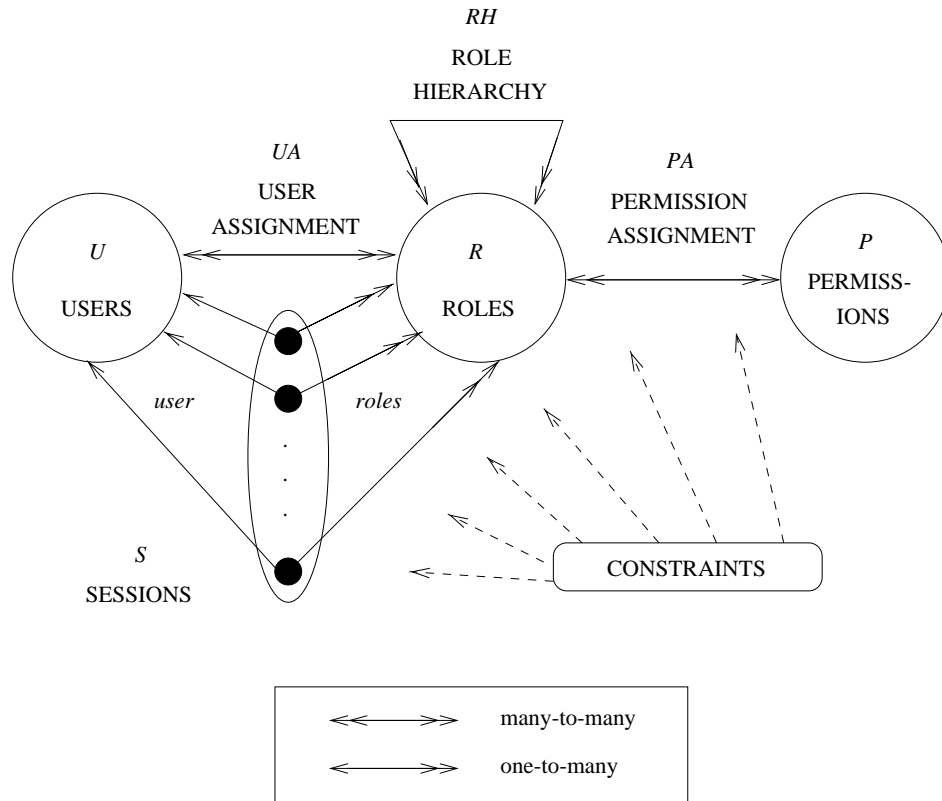 RH
ROLE
HIERARCHY
UA
USER
ASSIGNMENT
PA
PERMISSION
ASSIGNMENT
U
USERS
R
ROLES
P
PERMISS-
IONS
user
roles
S
SESSIONS
CONSTRAINTS
many-to-many
one-to-many